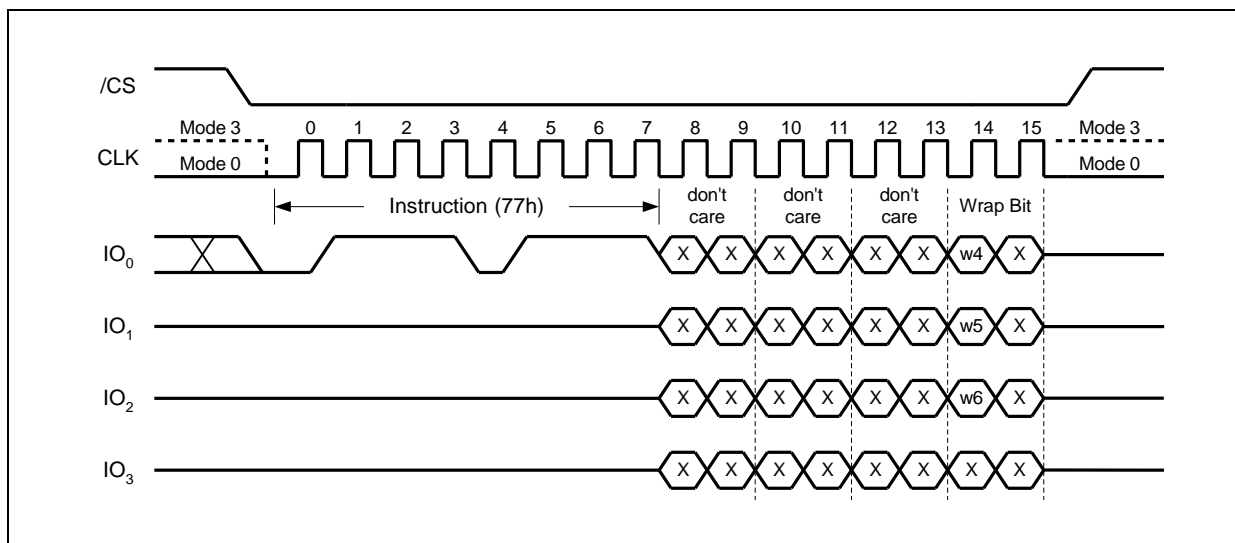 /CS
Mode 3 0 1 2 3 4 5 6 7 8 9 10 11 12 13 14 15 Mode 3
CLK Mode 0 Mode 0
Instruction (77h) don't care don't care don't care Wrap Bit
IO0 X X X X X X w4 X
IO1 X X X X X X w5 X
IO2 X X X X X X w6 X
IO3 X X X X X X X X